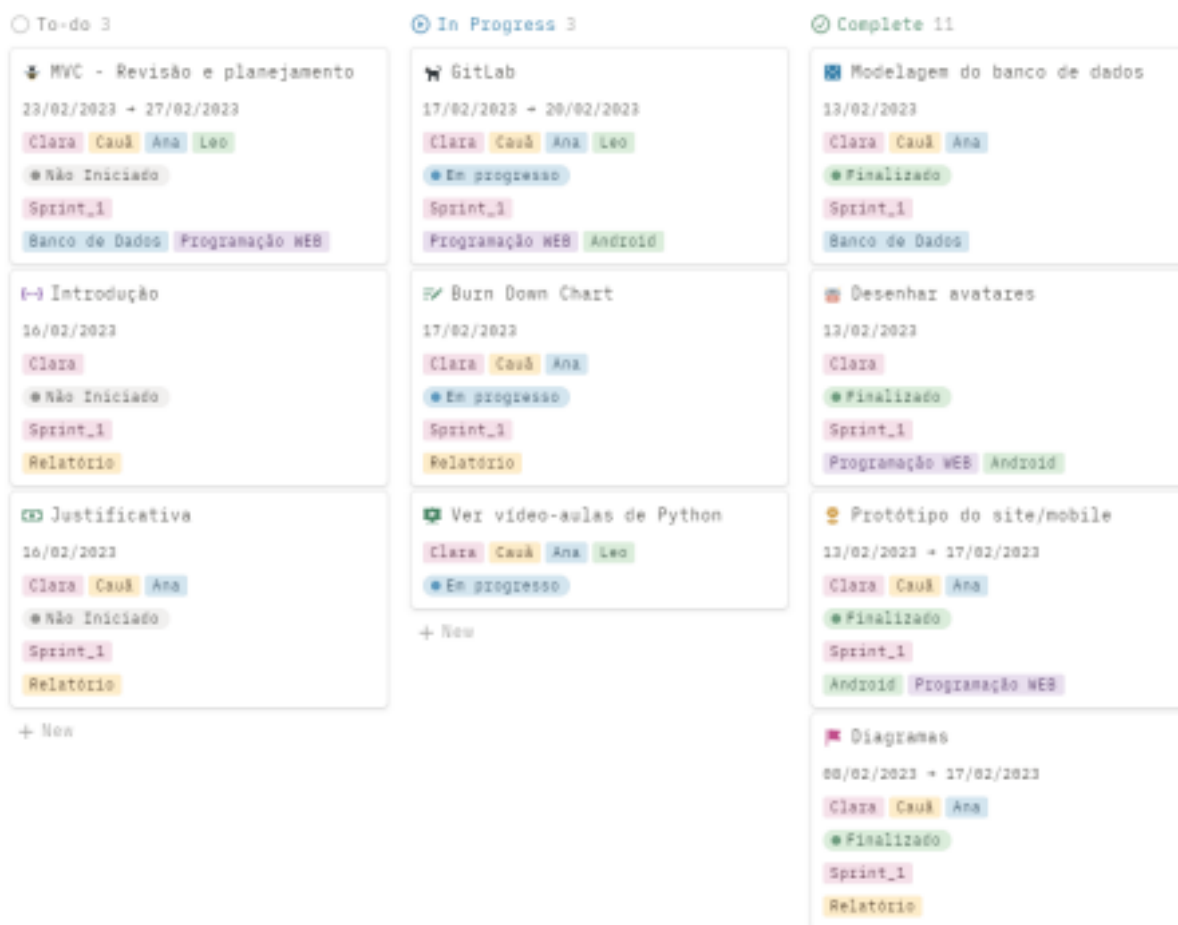 To-do 3
MVC - Revisão e planejamento
23/02/2023 → 27/02/2023
Clara Cauã Ana Leo
Não Iniciado
Sprint_1
Banco de Dados Programação WEB
Introdução
16/02/2023
Clara
Não Iniciado
Sprint_1
Relatório
Justificativa
16/02/2023
Clara Cauã Ana
Não Iniciado
Sprint_1
Relatório
+ New
In Progress 3
GitLab
17/02/2023 → 20/02/2023
Clara Cauã Ana Leo
Em progresso
Sprint_1
Programação WEB Android
Burn Down Chart
17/02/2023
Clara Cauã Ana
Em progresso
Sprint_1
Relatório
Ver vídeo-aulas de Python
Clara Cauã Ana Leo
Em progresso
+ New
Complete 11
Modelagem do banco de dados
13/02/2023
Clara Cauã Ana
Finalizado
Sprint_1
Banco de Dados
Desenhar avatares
13/02/2023
Clara
Finalizado
Sprint_1
Programação WEB Android
Protótipo do site/mobile
13/02/2023 → 17/02/2023
Clara Cauã Ana
Finalizado
Sprint_1
Android Programação WEB
Diagramas
08/02/2023 → 17/02/2023
Clara Cauã Ana
Finalizado
Sprint_1
Relatório